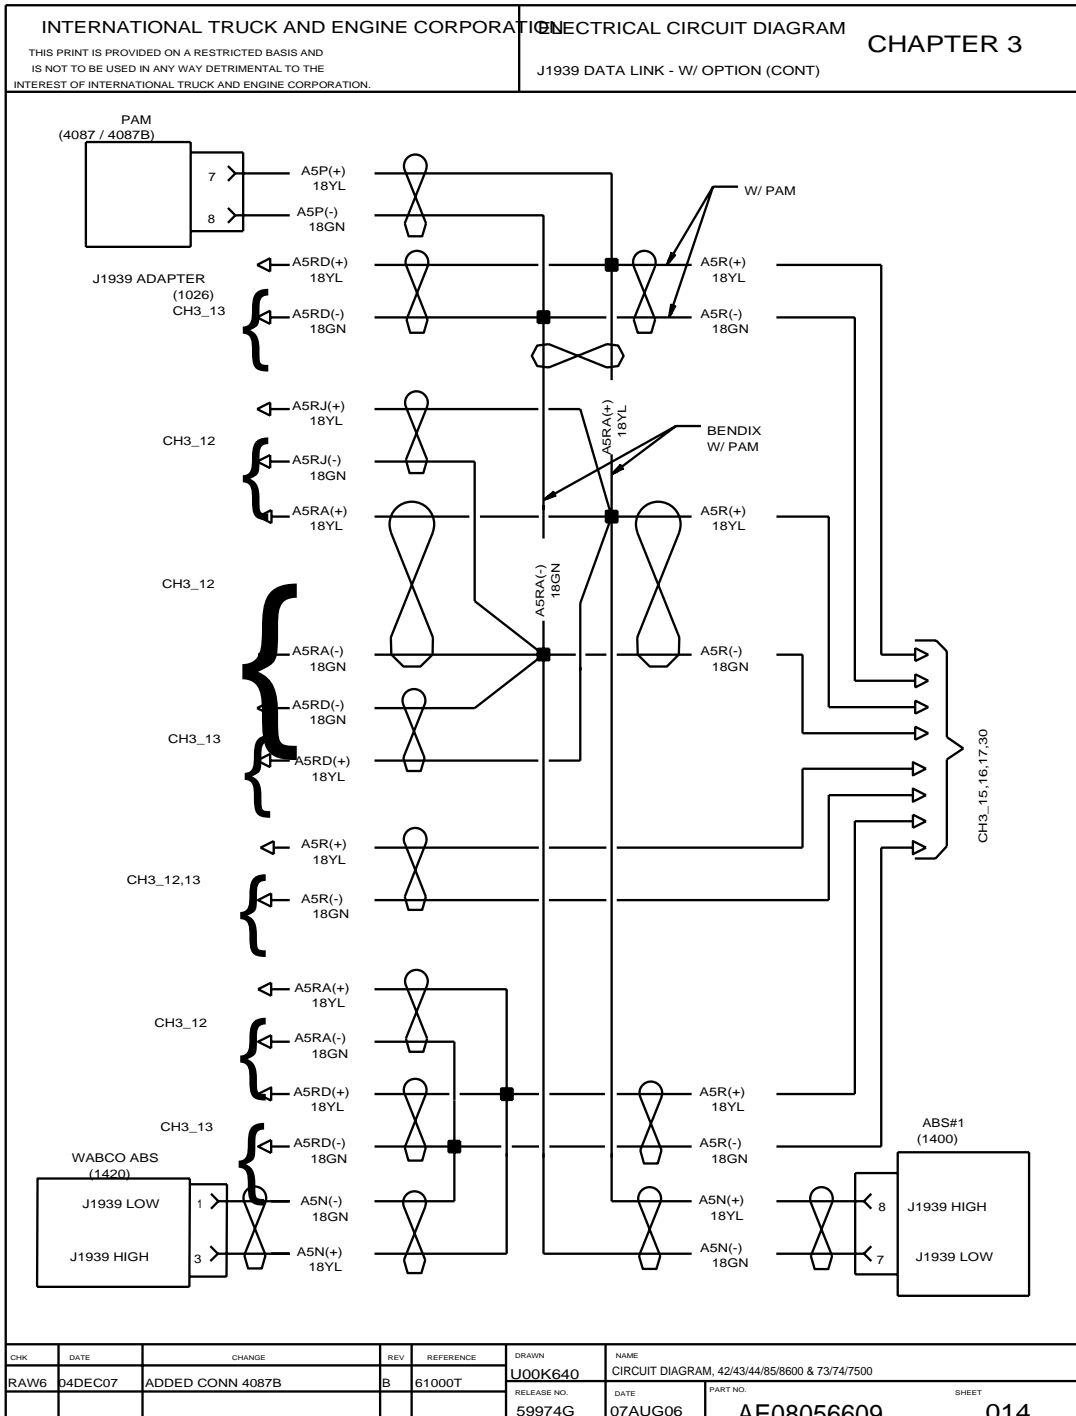 INTERNATIONAL TRUCK AND ENGINE CORPORATION
THIS PRINT IS PROVIDED ON A RESTRICTED BASIS AND
IS NOT TO BE USED IN ANY WAY DETRIMENTAL TO THE
INTEREST OF INTERNATIONAL TRUCK AND ENGINE CORPORATION.
ELECTRICAL CIRCUIT DIAGRAM
J1939 DATA LINK - W/ OPTION (CONT)
CHAPTER 3
PAM
(4087 / 4087B)
7
A5P(+)
18YL
8
A5P(-)
18GN
W/ PAM
J1939 ADAPTER
(1026)
CH3_13
A5RD(+)
18YL
A5R(+)
18YL
A5RD(-)
18GN
A5R(-)
18GN
CH3_12
A5RJ(+)
18YL
A5RA(+)
18YL
BENDIX
W/ PAM
A5RJ(-)
18GN
A5RA(+)
18YL
A5R(+)
18YL
A5RA(-)
18GN
CH3_12
A5RA(-)
18GN
A5R(-)
18GN
A5RD(-)
18GN
CH3_13
A5RD(+)
18YL
CH3_15,16,17,30
A5R(+)
18YL
CH3_12,13
A5R(-)
18GN
A5RA(+)
18YL
CH3_12
A5RA(-)
18GN
A5RD(+)
18YL
A5R(+)
18YL
CH3_13
A5RD(-)
18GN
A5R(-)
18GN
ABS#1
(1400)
WABCO ABS
(1420)
J1939 LOW
1
A5N(-)
18GN
A5N(+)
18YL
8
J1939 HIGH
J1939 HIGH
3
A5N(+)
18YL
A5N(-)
18GN
7
J1939 LOW
CHK
DATE
CHANGE
REV
REFERENCE
DRAWN
NAME
RAW6
04DEC07
ADDED CONN 4087B
B
61000T
U00K640
CIRCUIT DIAGRAM, 42/43/44/85/8600 & 73/74/7500
RELEASE NO.
DATE
PART NO.
SHEET
59974G
07AUG06
AE08056609
014